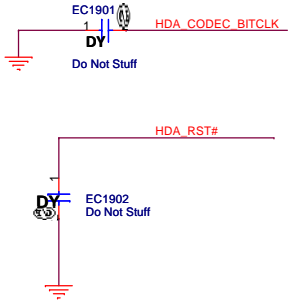 EC1901
1
HDA_CODEC_BITCLK
DY
Do Not Stuff
HDA_RST#
1
DY
EC1902
Do Not Stuff